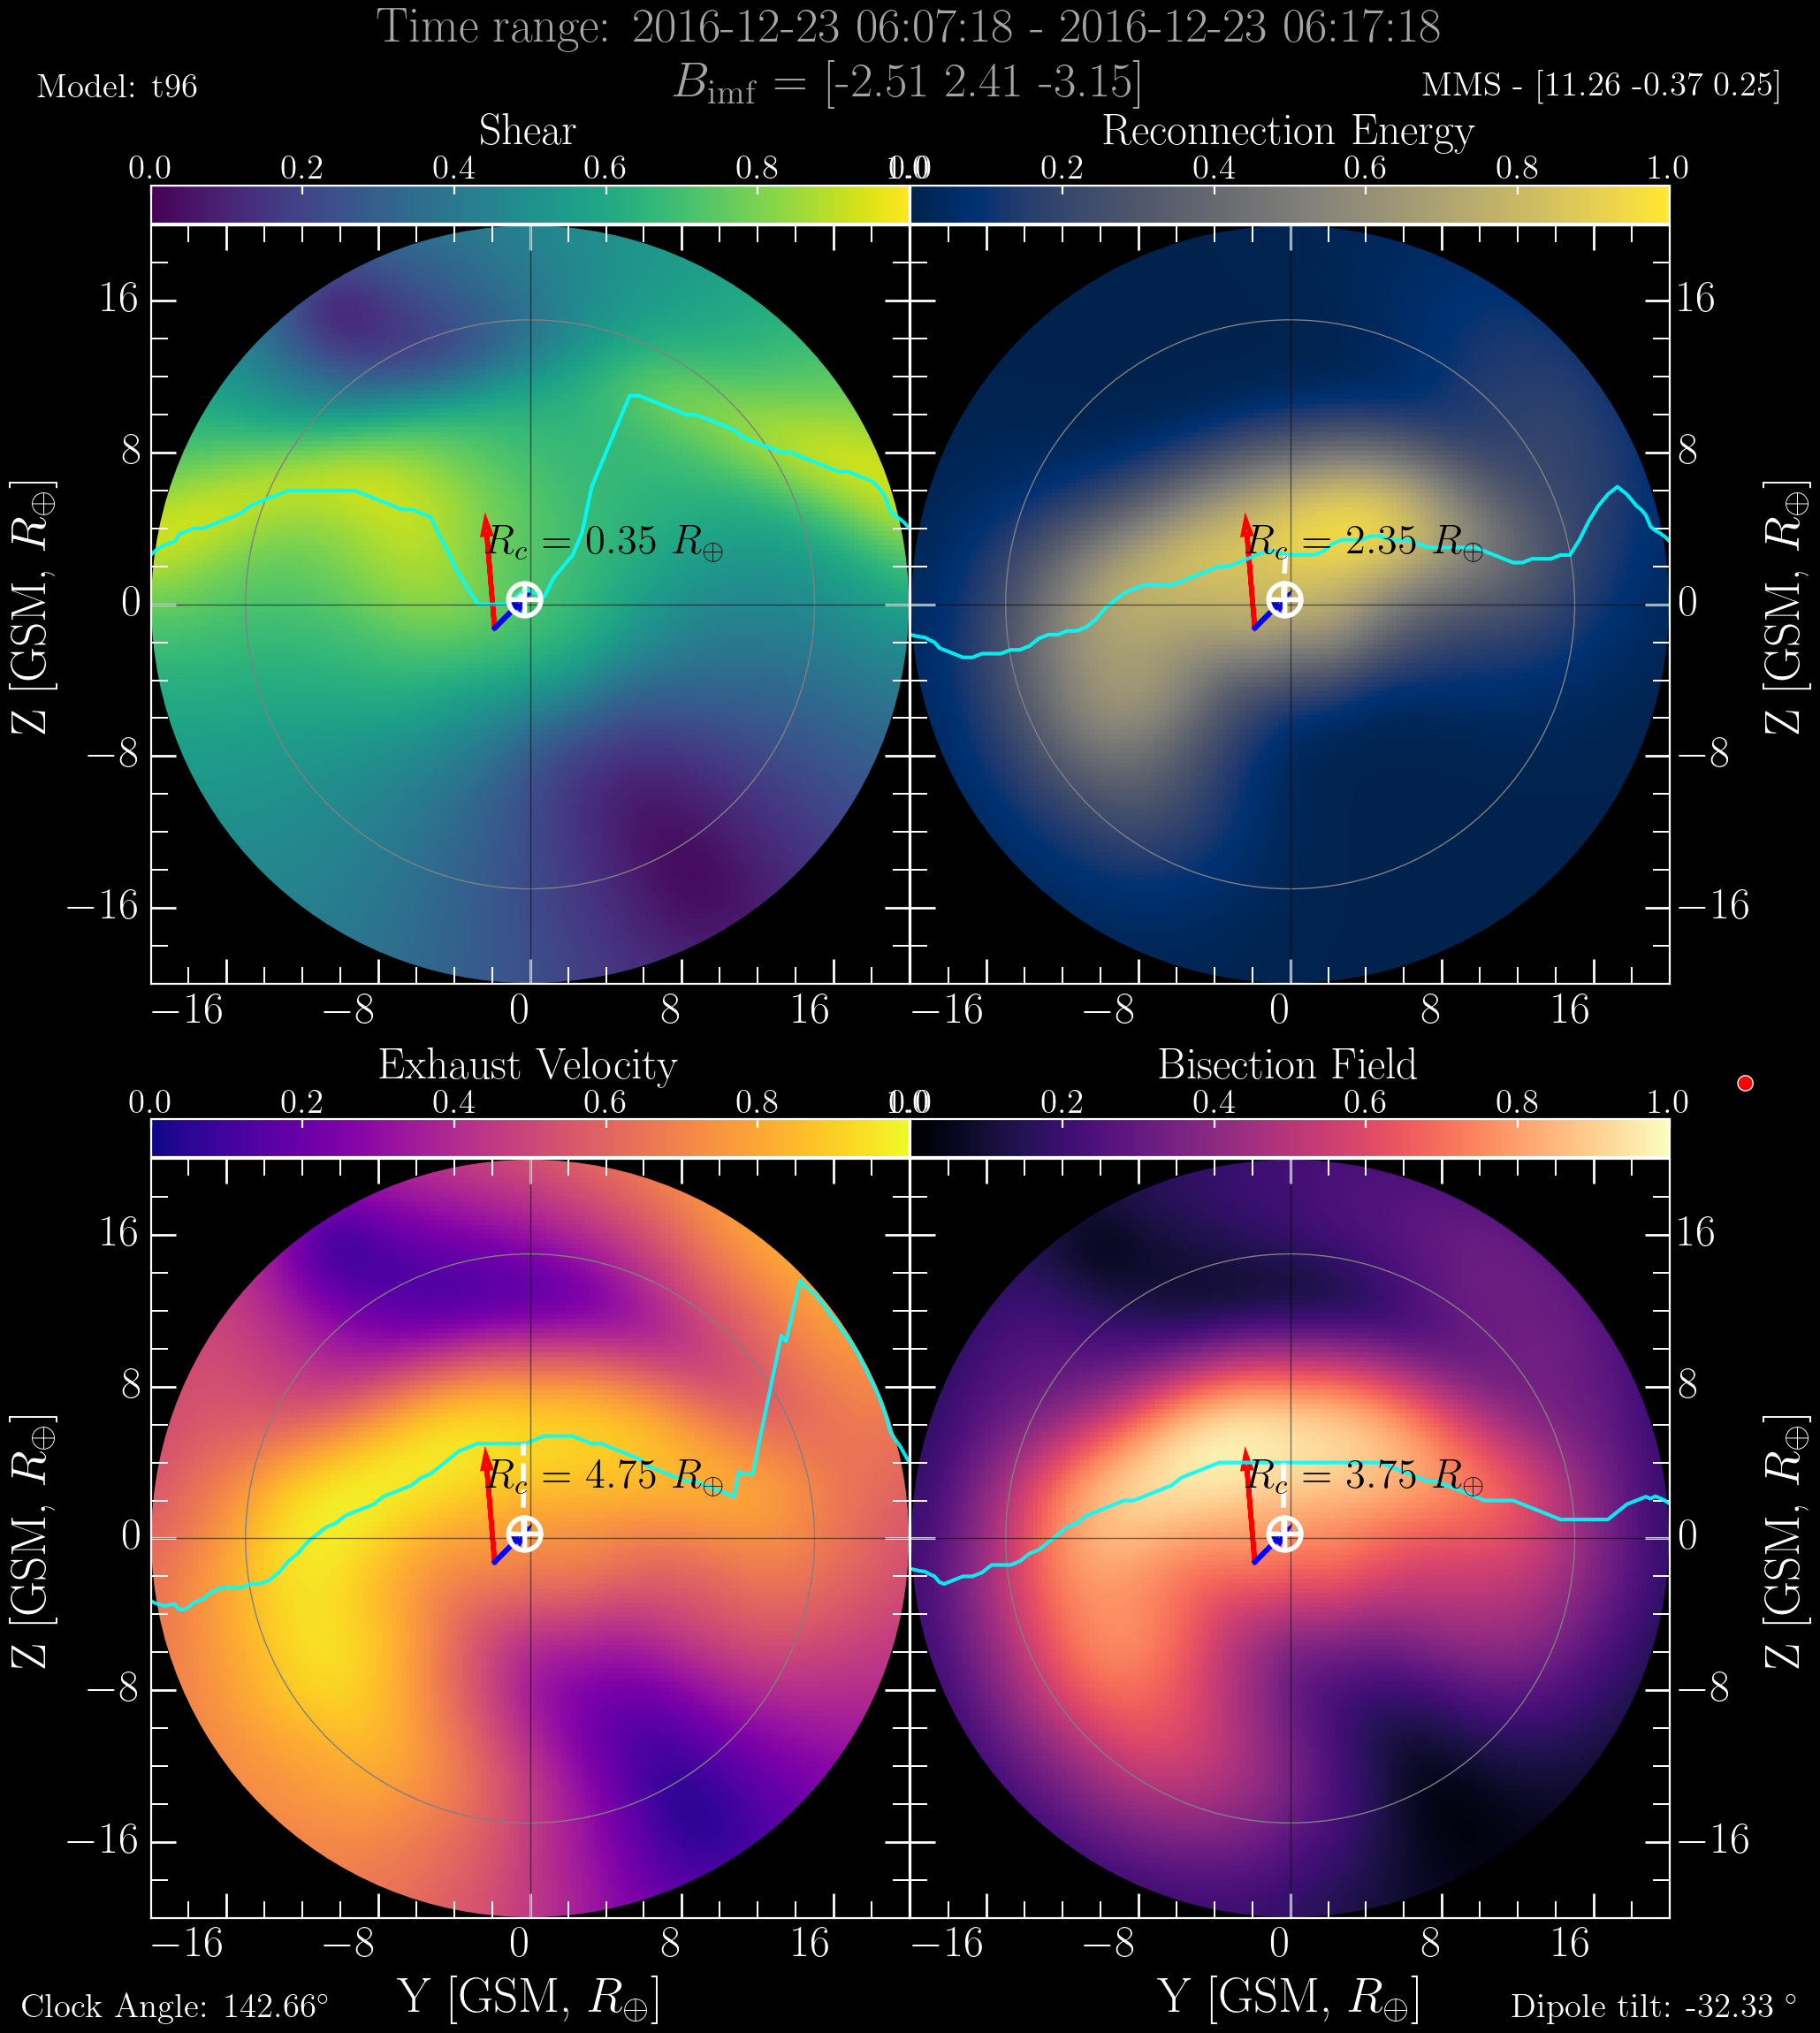 Time range: 2016-12-23 06:07:18 - 2016-12-23 06:17:18
Model: t96
B_imf = [-2.51 2.41 -3.15]
MMS - [11.26 -0.37 0.25]
Shear
Reconnection Energy
0.0 0.2 0.4 0.6 0.8 1.0
0.0 0.2 0.4 0.6 0.8 1.0
16
8
0
−8
−16
Z [GSM, R⊕]
R_c = 0.35 R⊕
R_c = 2.35 R⊕
16
8
0
−8
−16
Z [GSM, R⊕]
−16 −8 0 8 16
−16 −8 0 8 16
Exhaust Velocity
Bisection Field
0.0 0.2 0.4 0.6 0.8 1.0
0.0 0.2 0.4 0.6 0.8 1.0
16
8
0
−8
−16
Z [GSM, R⊕]
R_c = 4.75 R⊕
R_c = 3.75 R⊕
16
8
0
−8
−16
Z [GSM, R⊕]
−16 −8 0 8 16
−16 −8 0 8 16
Y [GSM, R⊕]
Y [GSM, R⊕]
Clock Angle: 142.66°
Dipole tilt: -32.33 °